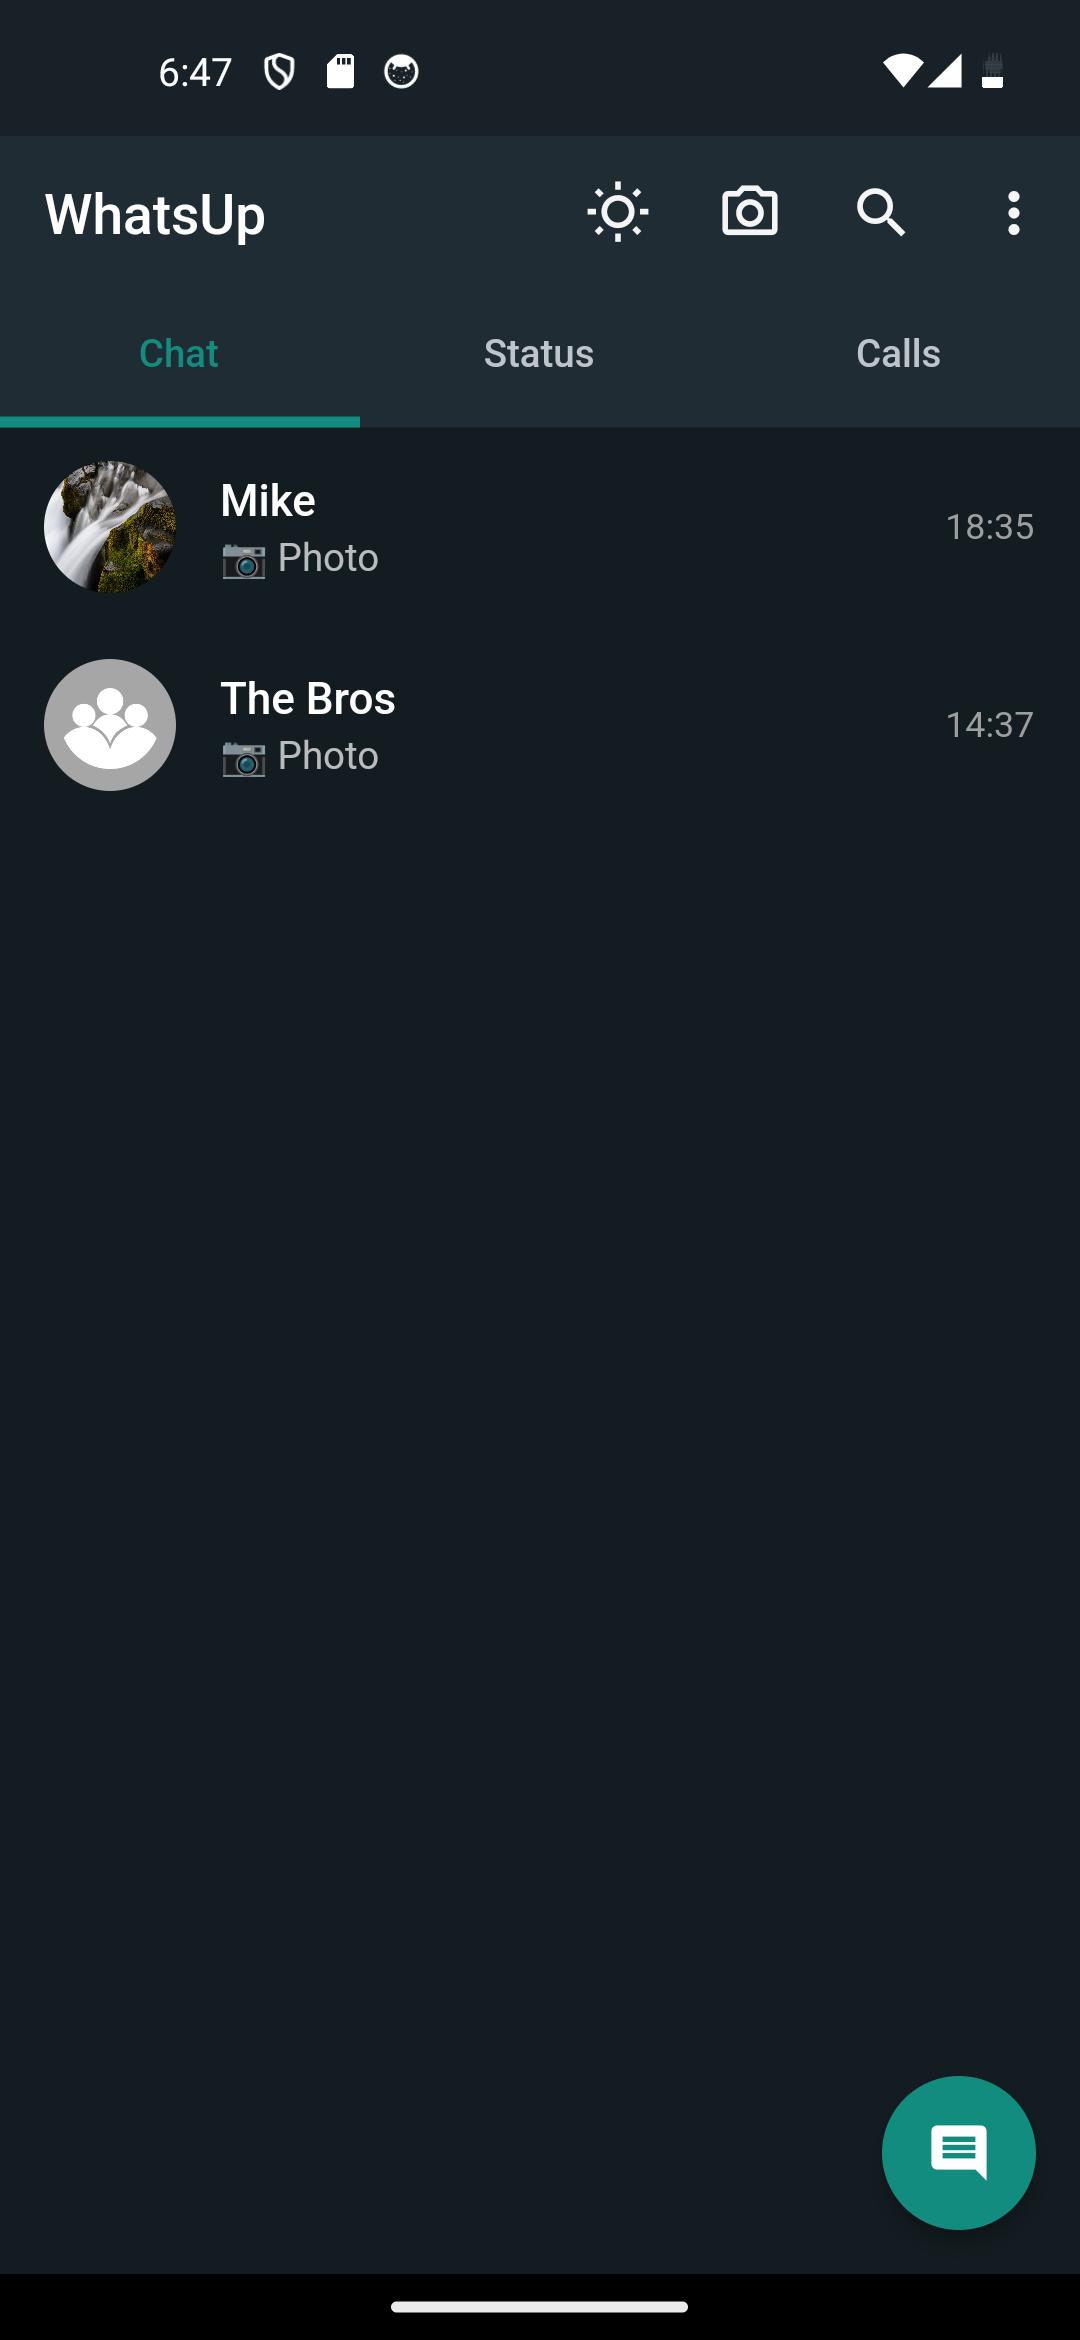 6:47
WhatsUp
Chat
Status
Calls
Mike
📷 Photo
18:35
The Bros
📷 Photo
14:37